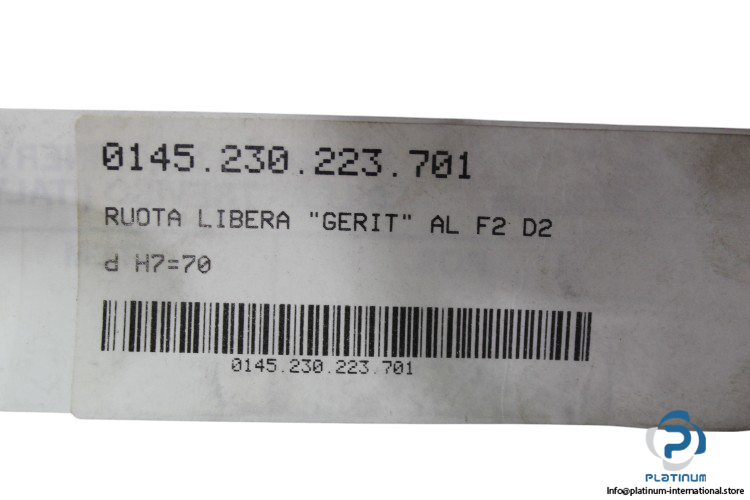 0145.230.223.701
RUOTA LIBERA "GERIT" AL F2 D2
d H7=70
0145.230.223.701
PLATINUM
Info@platinum-international.store